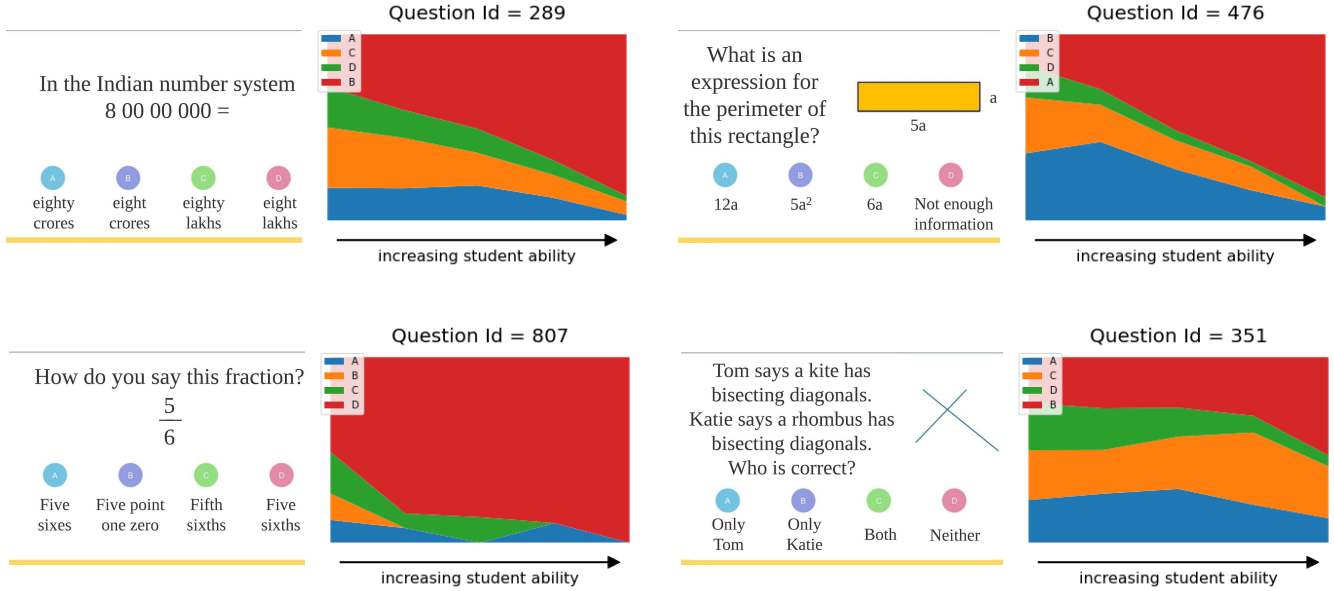 Question Id = 289
In the Indian number system
8 00 00 000 =
A
B
C
D
eighty
crores
eight
crores
eighty
lakhs
eight
lakhs
A
C
D
B
increasing student ability
Question Id = 476
What is an
expression for
the perimeter of
this rectangle?
a
5a
A
B
C
D
12a
5a²
6a
Not enough
information
B
C
D
A
increasing student ability
Question Id = 807
How do you say this fraction?
5
6
A
B
C
D
Five
sixes
Five point
one zero
Fifth
sixths
Five
sixths
A
B
C
D
increasing student ability
Question Id = 351
Tom says a kite has
bisecting diagonals.
Katie says a rhombus has
bisecting diagonals.
Who is correct?
A
B
C
D
Only
Tom
Only
Katie
Both
Neither
A
C
D
B
increasing student ability